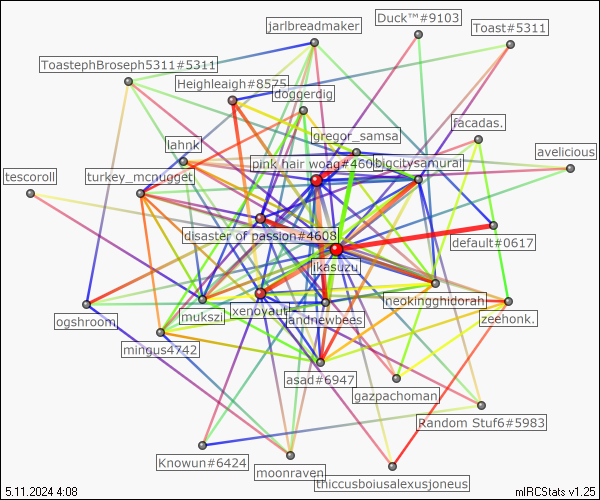 Duck™#9103
jarlbreadmaker
Toast#5311
ToastephBroseph5311#5311
Heighleaigh#8575
doggerdig
facadas.
gregor_samsa
lahnk
avelicious
pink hair woag#460
bigcitysamurai
tescoroll
turkey_mcnugget
disaster of passion#4608
default#0617
likasuzu
neokingghidorah
xenoyaut
mukszi
andnewbees
zeehonk.
ogshroom
mingus4742
asad#6947
gazpachoman
Random Stuf6#5983
Knowun#6424
moonraven
thiccusboiusalexusjoneus
5.11.2024 4:08
mIRCStats v1.25